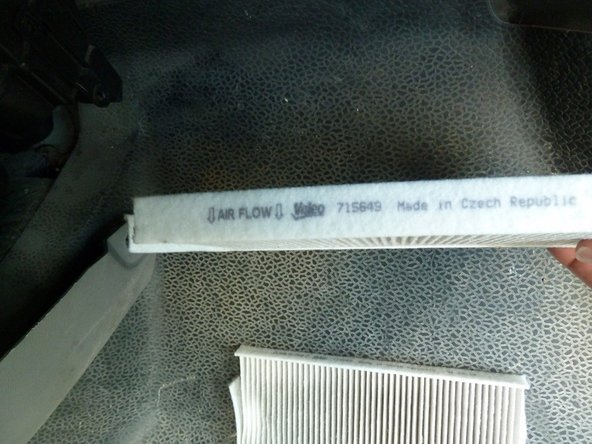 ⇩AIR FLOW⇩ Valeo 715649 Made in Czech Republic